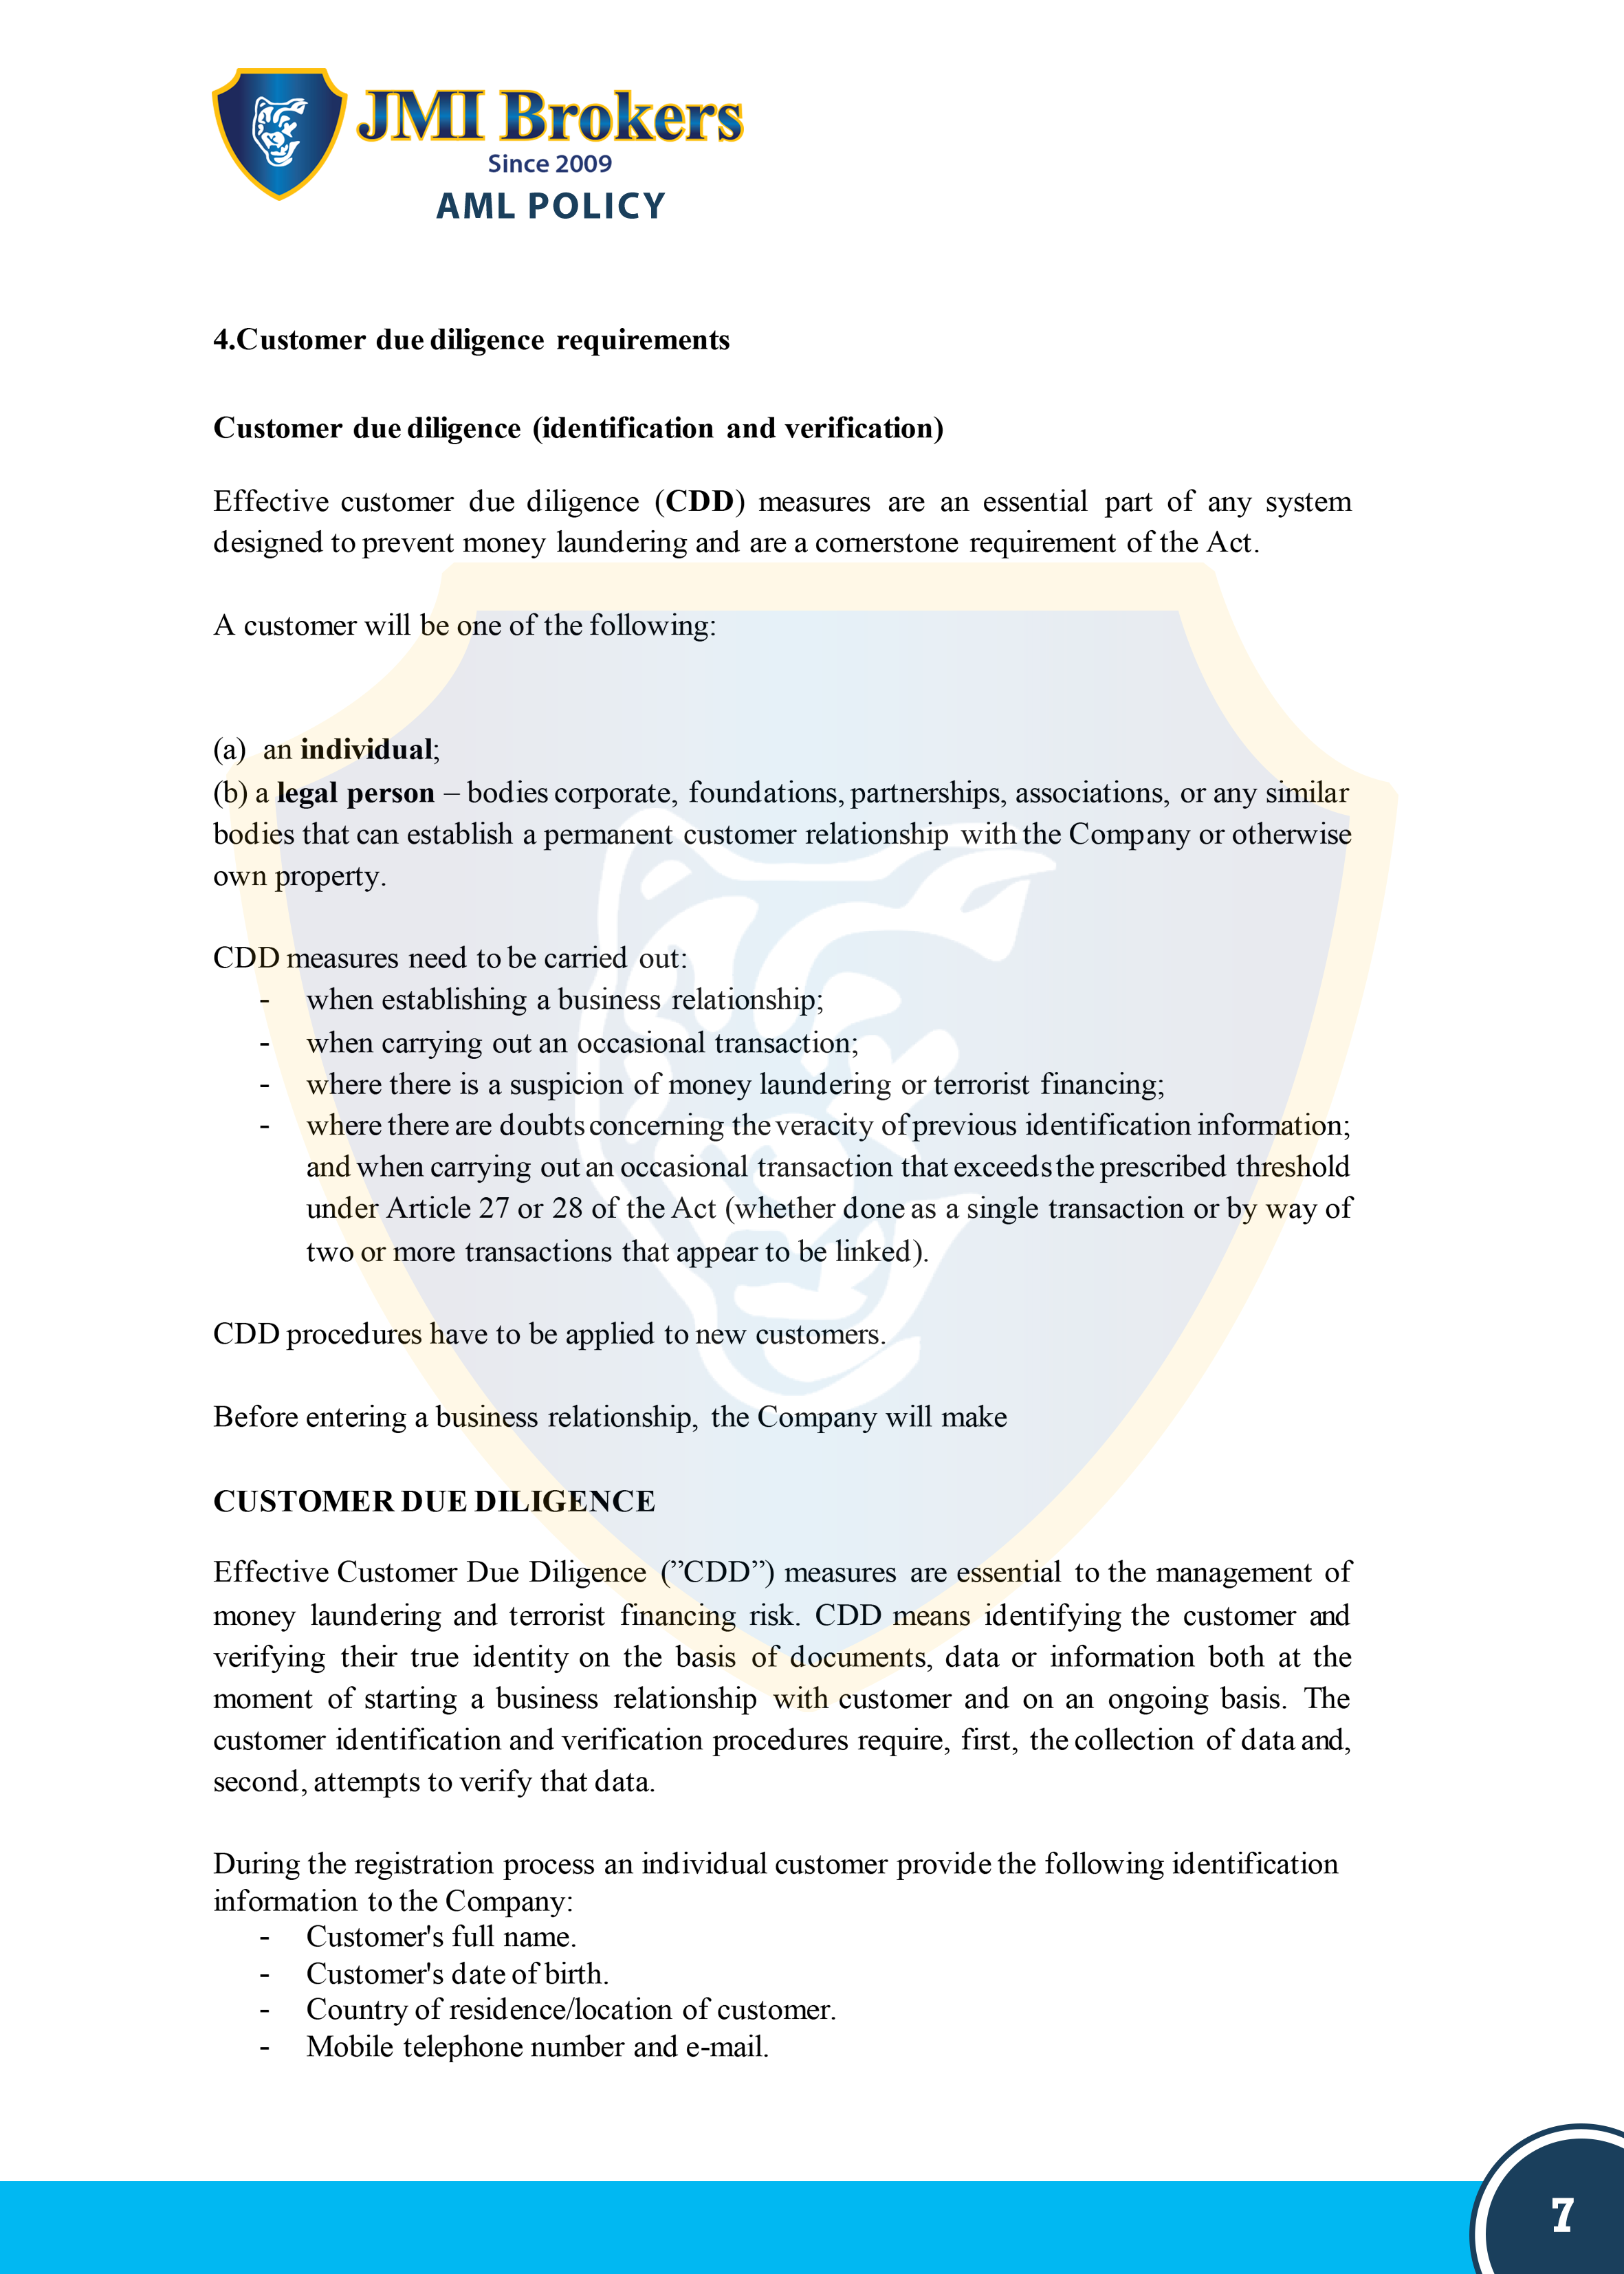 JMI Brokers
Since 2009
AML POLICY
4.Customer due diligence requirements
Customer due diligence (identification and verification)
Effective customer due diligence (CDD) measures are an essential part of any system
designed to prevent money laundering and are a cornerstone requirement of the Act.
A customer will be one of the following:
(a) an individual;
(b) a legal person – bodies corporate, foundations, partnerships, associations, or any similar
bodies that can establish a permanent customer relationship with the Company or otherwise
own property.
CDD measures need to be carried out:
- when establishing a business relationship;
- when carrying out an occasional transaction;
- where there is a suspicion of money laundering or terrorist financing;
- where there are doubts concerning the veracity of previous identification information;
and when carrying out an occasional transaction that exceeds the prescribed threshold
under Article 27 or 28 of the Act (whether done as a single transaction or by way of
two or more transactions that appear to be linked).
CDD procedures have to be applied to new customers.
Before entering a business relationship, the Company will make
CUSTOMER DUE DILIGENCE
Effective Customer Due Diligence (”CDD”) measures are essential to the management of
money laundering and terrorist financing risk. CDD means identifying the customer and
verifying their true identity on the basis of documents, data or information both at the
moment of starting a business relationship with customer and on an ongoing basis. The
customer identification and verification procedures require, first, the collection of data and,
second, attempts to verify that data.
During the registration process an individual customer provide the following identification
information to the Company:
- Customer's full name.
- Customer's date of birth.
- Country of residence/location of customer.
- Mobile telephone number and e-mail.
7